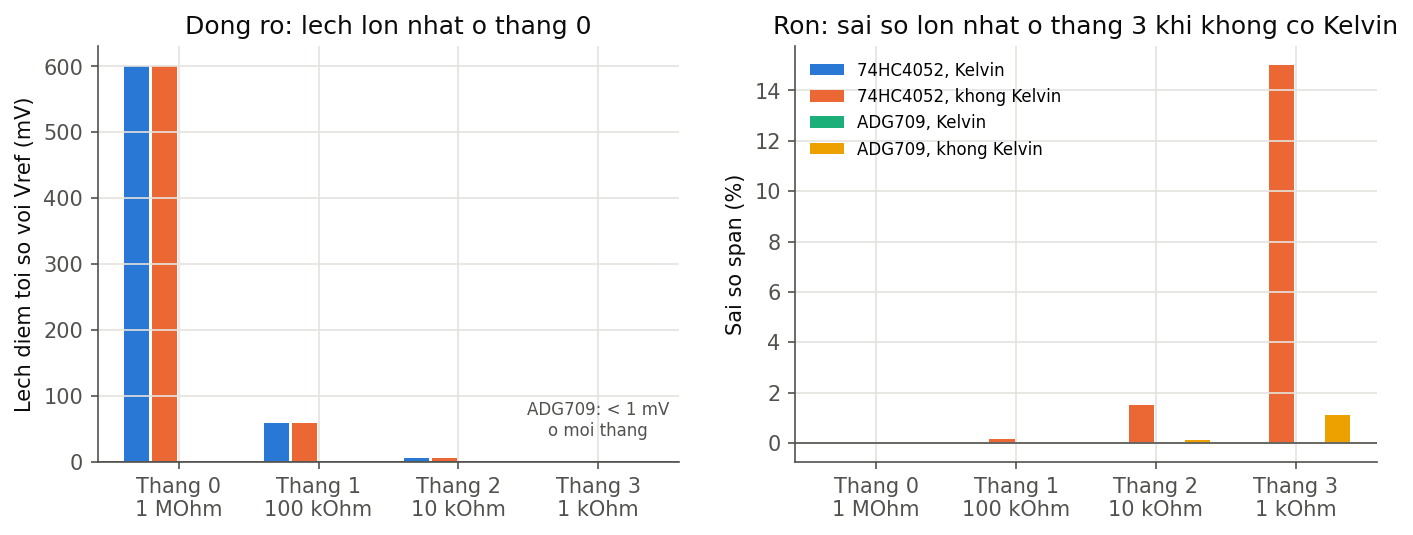 Dong ro: lech lon nhat o thang 0
Lech diem toi so voi Vref (mV)
600
500
400
300
200
100
0
ADG709: < 1 mV
o moi thang
Thang 0
1 MOhm
Thang 1
100 kOhm
Thang 2
10 kOhm
Thang 3
1 kOhm
Ron: sai so lon nhat o thang 3 khi khong co Kelvin
Sai so span (%)
14
12
10
8
6
4
2
0
74HC4052, Kelvin
74HC4052, khong Kelvin
ADG709, Kelvin
ADG709, khong Kelvin
Thang 0
1 MOhm
Thang 1
100 kOhm
Thang 2
10 kOhm
Thang 3
1 kOhm